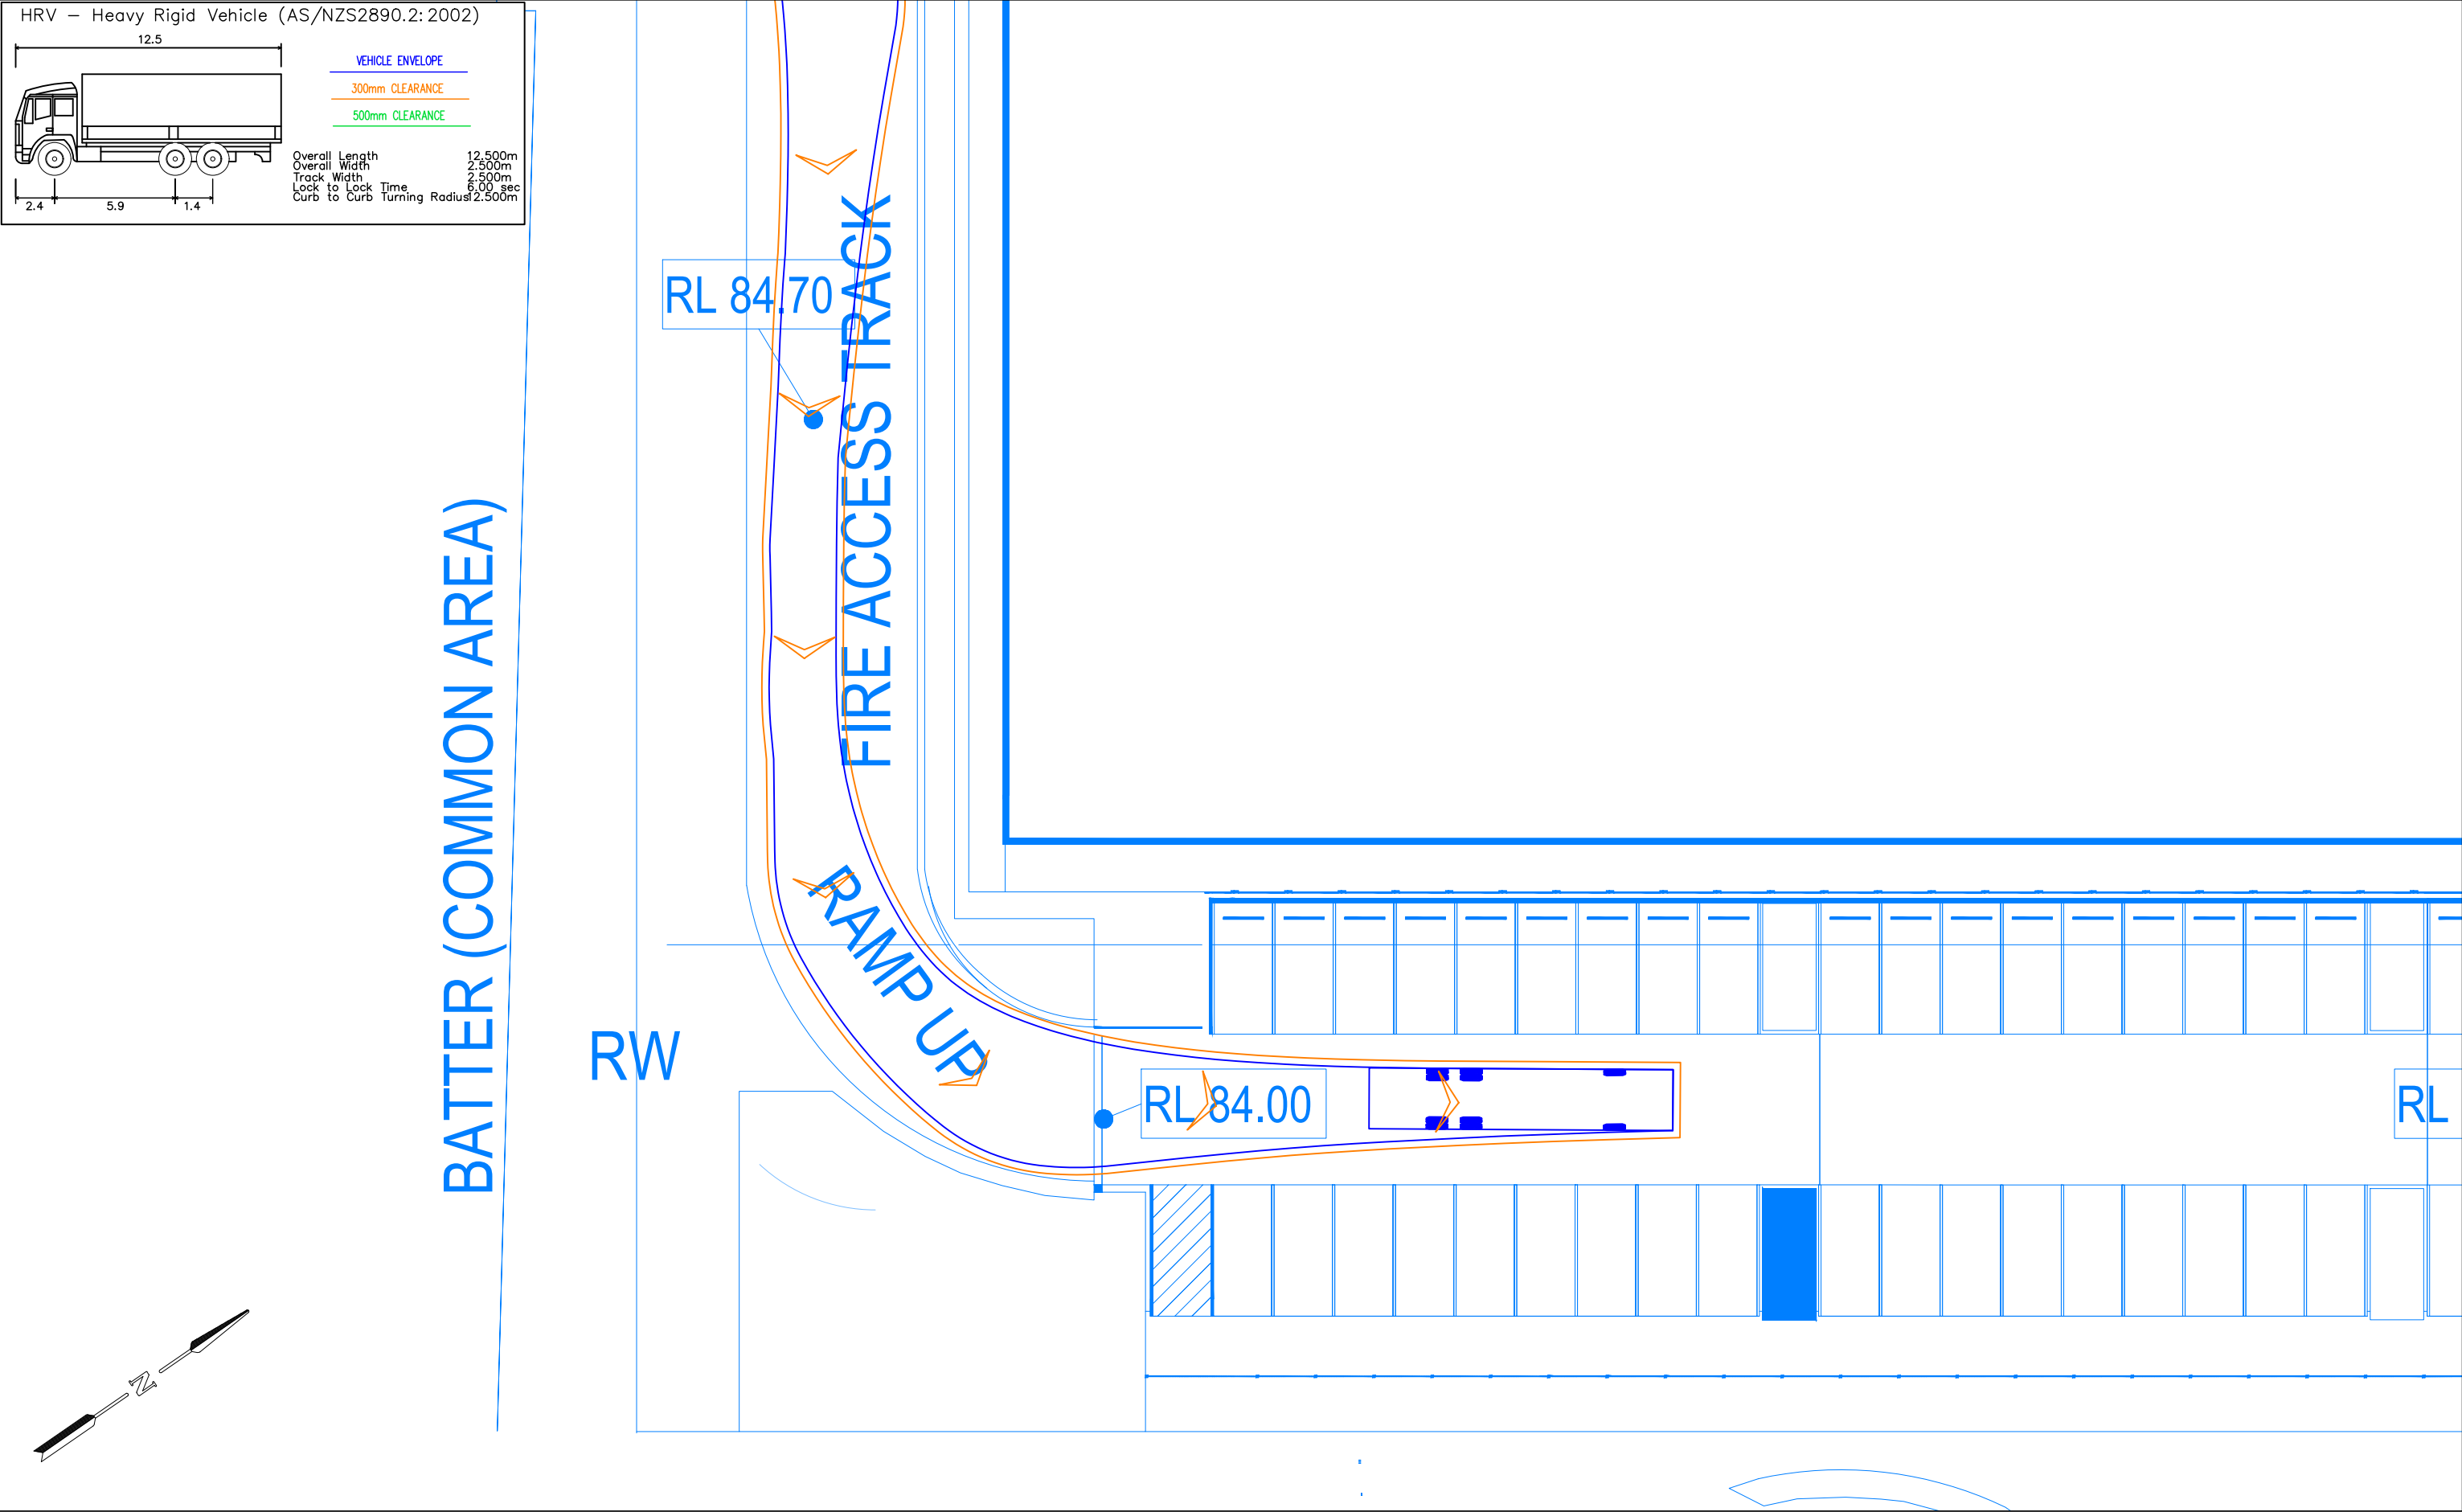 HRV - Heavy Rigid Vehicle (AS/NZS2890.2:2002)
12.5
VEHICLE ENVELOPE
300mm CLEARANCE
500mm CLEARANCE
Overall Length 12.500m
Overall Width 2.500m
Track Width 2.500m
Lock to Lock Time 6.00 sec
Curb to Curb Turning Radius 12.500m
2.4 5.9 1.4
RL 84.70
FIRE ACCESS TRACK
BATTER (COMMON AREA)
RAMP UP
RW
RL 84.00
RL
N